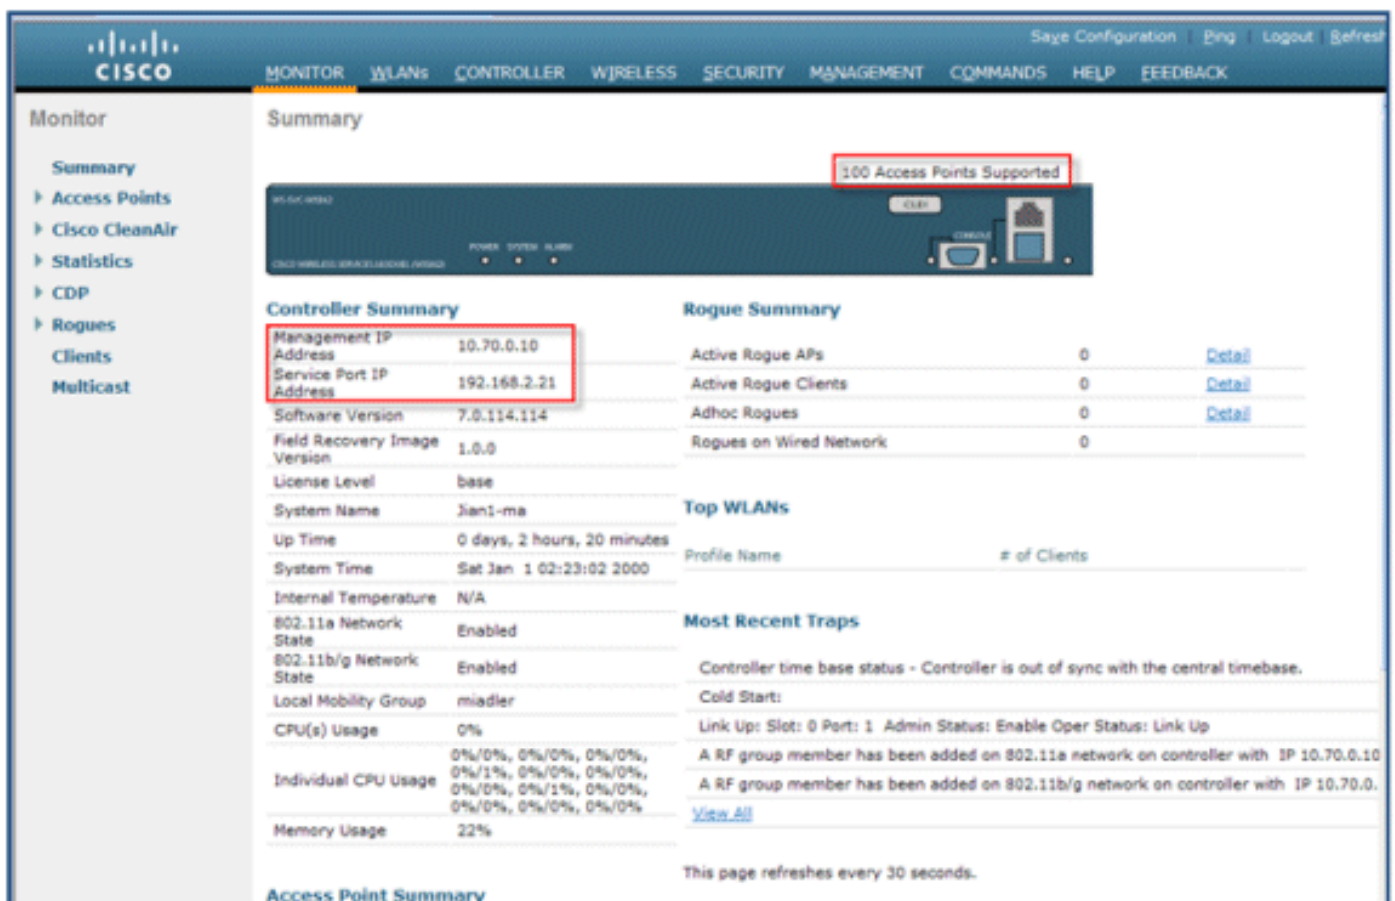 Save Configuration | Ping | Logout | Refresh
CISCO
MONITOR WLANs CONTROLLER WIRELESS SECURITY MANAGEMENT COMMANDS HELP FEEDBACK
Monitor
Summary
Access Points
Cisco CleanAir
Statistics
CDP
Rogues
Clients
Multicast
Summary
100 Access Points Supported
POWER SYSTEM ALARM
CONSOLE
Controller Summary
Management IP
Address 10.70.0.10
Service Port IP
Address 192.168.2.21
Software Version 7.0.114.114
Field Recovery Image
Version 1.0.0
License Level base
System Name Jian1-ma
Up Time 0 days, 2 hours, 20 minutes
System Time Sat Jan 1 02:23:02 2000
Internal Temperature N/A
802.11a Network
State Enabled
802.11b/g Network
State Enabled
Local Mobility Group miadler
CPU(s) Usage 0%
Individual CPU Usage
0%/0%, 0%/0%, 0%/0%,
0%/1%, 0%/0%, 0%/0%,
0%/0%, 0%/1%, 0%/0%,
0%/0%, 0%/0%, 0%/0%
Memory Usage 22%
Access Point Summary
Rogue Summary
Active Rogue APs 0 Detail
Active Rogue Clients 0 Detail
Adhoc Rogues 0 Detail
Rogues on Wired Network 0
Top WLANs
Profile Name # of Clients
Most Recent Traps
Controller time base status - Controller is out of sync with the central timebase.
Cold Start:
Link Up: Slot: 0 Port: 1 Admin Status: Enable Oper Status: Link Up
A RF group member has been added on 802.11a network on controller with IP 10.70.0.10
A RF group member has been added on 802.11b/g network on controller with IP 10.70.0.
View All
This page refreshes every 30 seconds.